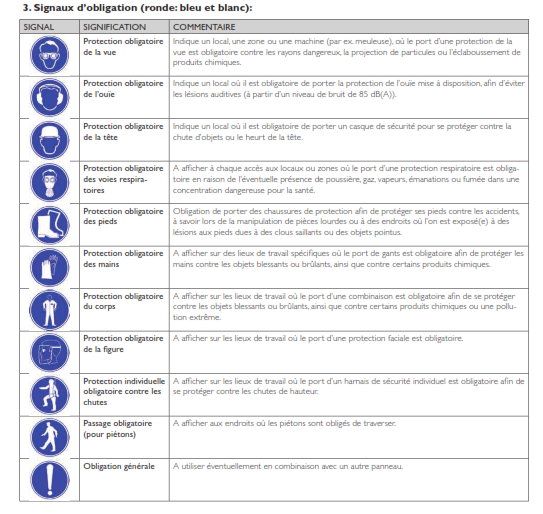 3. Signaux d'obligation (ronde: bleu et blanc):
SIGNAL SIGNIFICATION COMMENTAIRE
Protection obligatoire
de la vue
Indique un local, une zone ou une machine (par ex. meuleuse), où le port d'une protection de la
vue est obligatoire contre les rayons dangereux, la projection de particules ou l'éclaboussement de
produits chimiques.
Protection obligatoire
de l'ouïe
Indique un local où il est obligatoire de porter la protection de l'ouïe mise à disposition, afin d'éviter
les lésions auditives (à partir d'un niveau de bruit de 85 dB(A)).
Protection obligatoire
de la tête
Indique un local où il est obligatoire de porter un casque de sécurité pour se protéger contre la
chute d'objets ou le heurt de la tête.
Protection obligatoire
des voies respira-
toires
A afficher à chaque accès aux locaux ou zones où le port d'une protection respiratoire est obliga-
toire en raison de l'éventuelle présence de poussière, gaz, vapeurs, émanations ou fumée dans une
concentration dangereuse pour la santé.
Protection obligatoire
des pieds
Obligation de porter des chaussures de protection afin de protéger ses pieds contre les accidents,
à savoir lors de la manipulation de pièces lourdes ou à des endroits où l'on est exposé(e) à des
lésions aux pieds dues à des clous saillants ou des objets pointus.
Protection obligatoire
des mains
A afficher sur des lieux de travail spécifiques où le port de gants est obligatoire afin de protéger les
mains contre les objets blessants ou brûlants, ainsi que contre certains produits chimiques.
Protection obligatoire
du corps
A afficher sur les lieux de travail où le port d'une combinaison est obligatoire afin de se protéger
contre les objets blessants ou brûlants, ainsi que contre certains produits chimiques ou une pollu-
tion extrême.
Protection obligatoire
de la figure
A afficher sur les lieux de travail où le port d'une protection faciale est obligatoire.
Protection individuelle
obligatoire contre les
chutes
A afficher sur les lieux de travail où le port d'un harnais de sécurité individuel est obligatoire afin de
se protéger contre les chutes de hauteur.
Passage obligatoire
(pour piétons)
A afficher aux endroits où les piétons sont obligés de traverser.
Obligation générale
A utiliser éventuellement en combinaison avec un autre panneau.